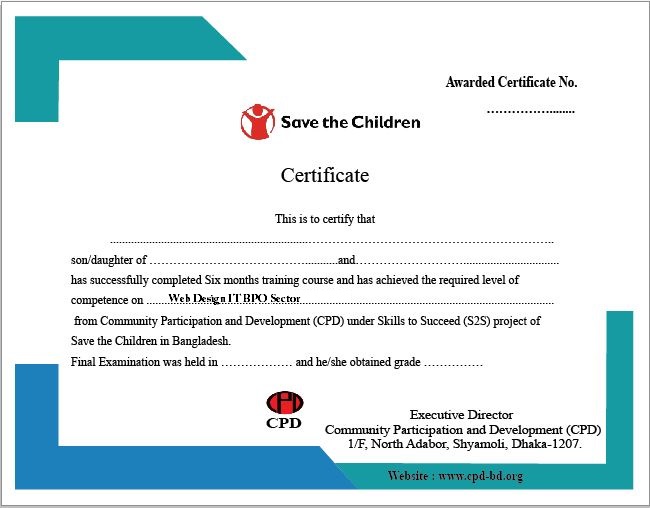 Awarded Certificate No.
……………........
Save the Children
Certificate
This is to certify that
............................................................................................................................................
son/daughter of ……………………………………………and……………………………………………
has successfully completed Six months training course and has achieved the required level of
competence on ........Web Design IT BPO Sector................................................................
from Community Participation and Development (CPD) under Skills to Succeed (S2S) project of
Save the Children in Bangladesh.
Final Examination was held in ……………… and he/she obtained grade ……………
CPD
Executive Director
Community Participation and Development (CPD)
1/F, North Adabor, Shyamoli, Dhaka-1207.
Website : www.cpd-bd.org